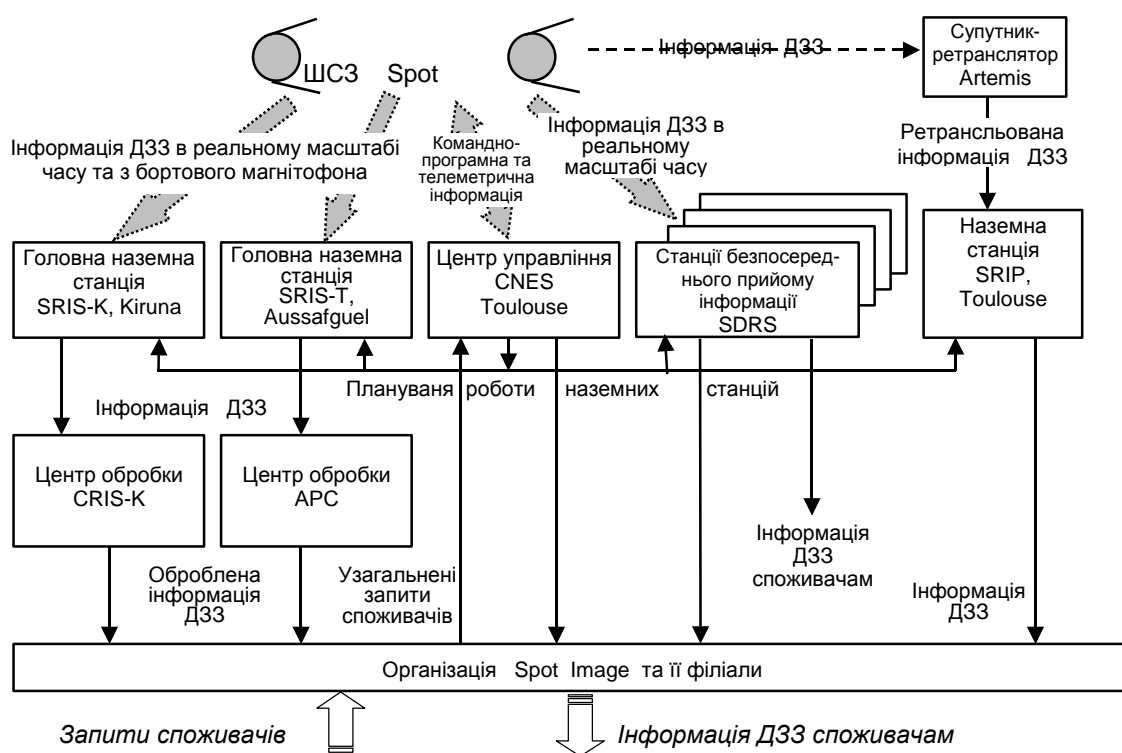 Інформація ДЗЗ
Супутник-
ретранслятор
Artemis
ШСЗ Spot
Інформація ДЗЗ в реальному масштабі
часу та з бортового магнітофона
Командно-
програмна та
телеметрична
інформація
Інформація ДЗЗ в
реальному
масштабі часу
Ретрансльована
інформація ДЗЗ
Головна наземна
станція
SRIS-K, Kiruna
Головна наземна
станція
SRIS-T,
Aussafguel
Центр управління
CNES
Toulouse
Станції безпосеред-
нього прийому
інформації
SDRS
Наземна
станція
SRIP,
Toulouse
Плануваня роботи наземних станцій
Інформація ДЗЗ
Центр обробки
CRIS-K
Центр обробки
APC
Оброблена
інформація
ДЗЗ
Узагальнені
запити
споживачів
Інформація
ДЗЗ
споживачам
Інформація
ДЗЗ
Організація Spot Image та її філіали
Запити споживачів
Інформація ДЗЗ споживачам